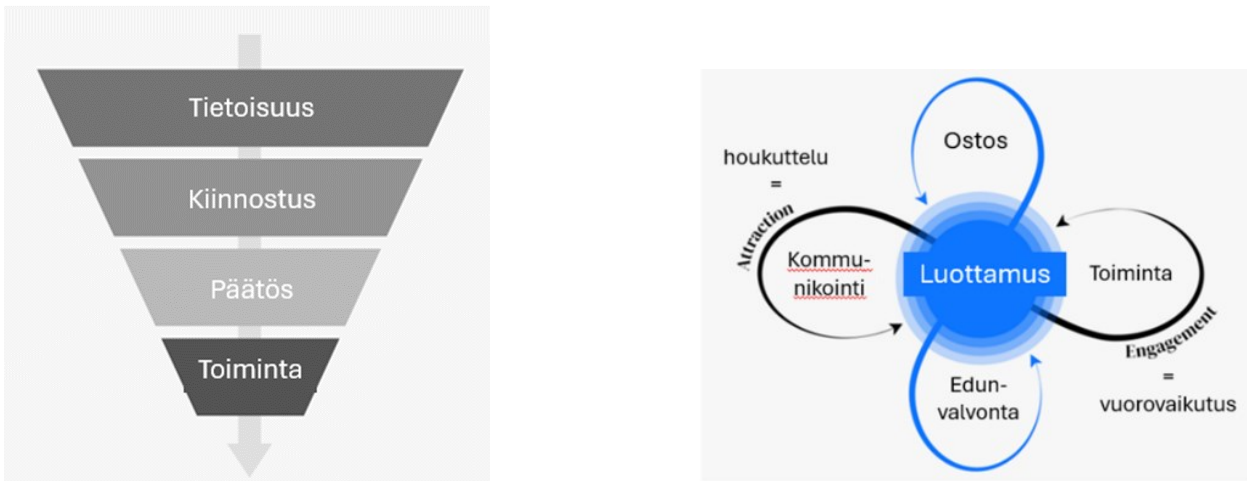 Tietoisuus
Kiinnostus
Päätös
Toiminta
Ostos
houkuttelu
=
Attraction
Kommu-
nikointi
Luottamus
Toiminta
Engagement
=
vuorovaikutus
Edun-
valvonta